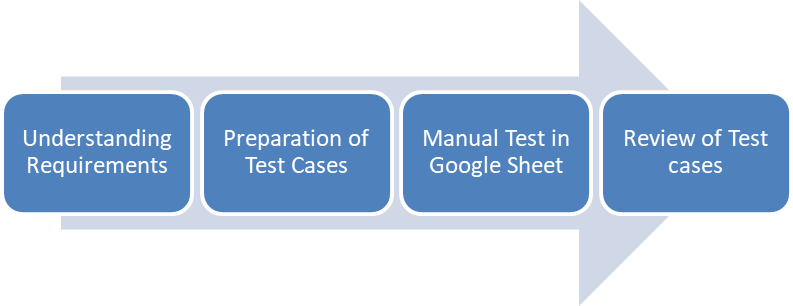 Understanding
Requirements
Preparation of
Test Cases
Manual Test in
Google Sheet
Review of Test
cases